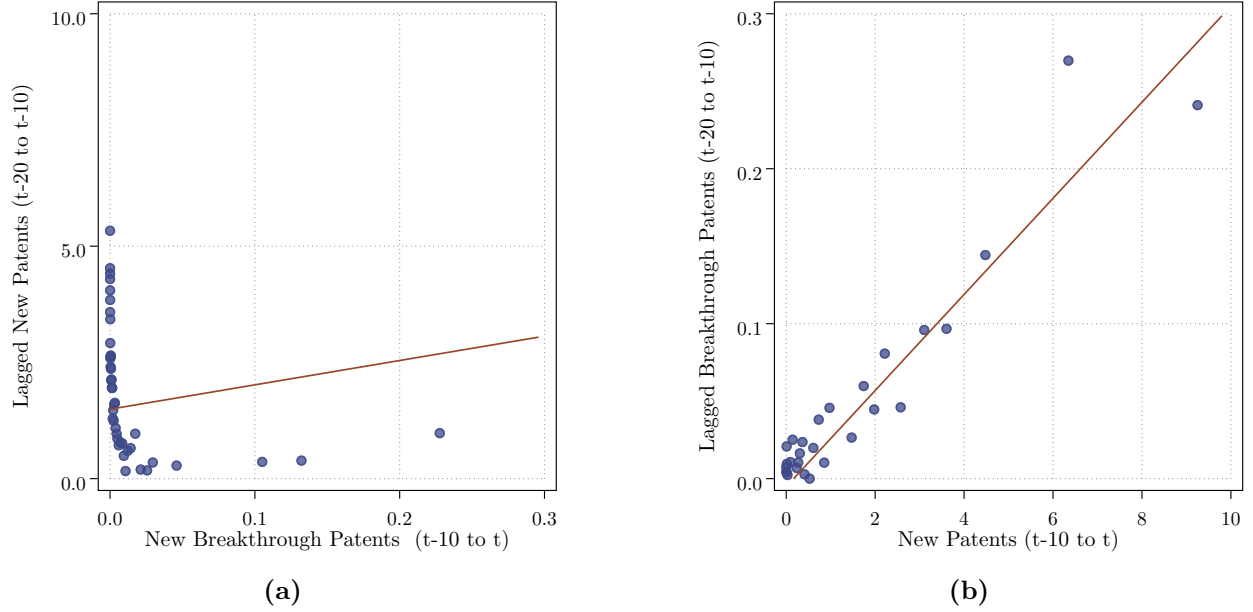 Lagged New Patents (t-20 to t-10)
10.0
5.0
0.0
0.0 0.1 0.2 0.3
New Breakthrough Patents (t-10 to t)
(a)
Lagged Breakthrough Patents (t-20 to t-10)
0.3
0.2
0.1
0.0
0 2 4 6 8 10
New Patents (t-10 to t)
(b)